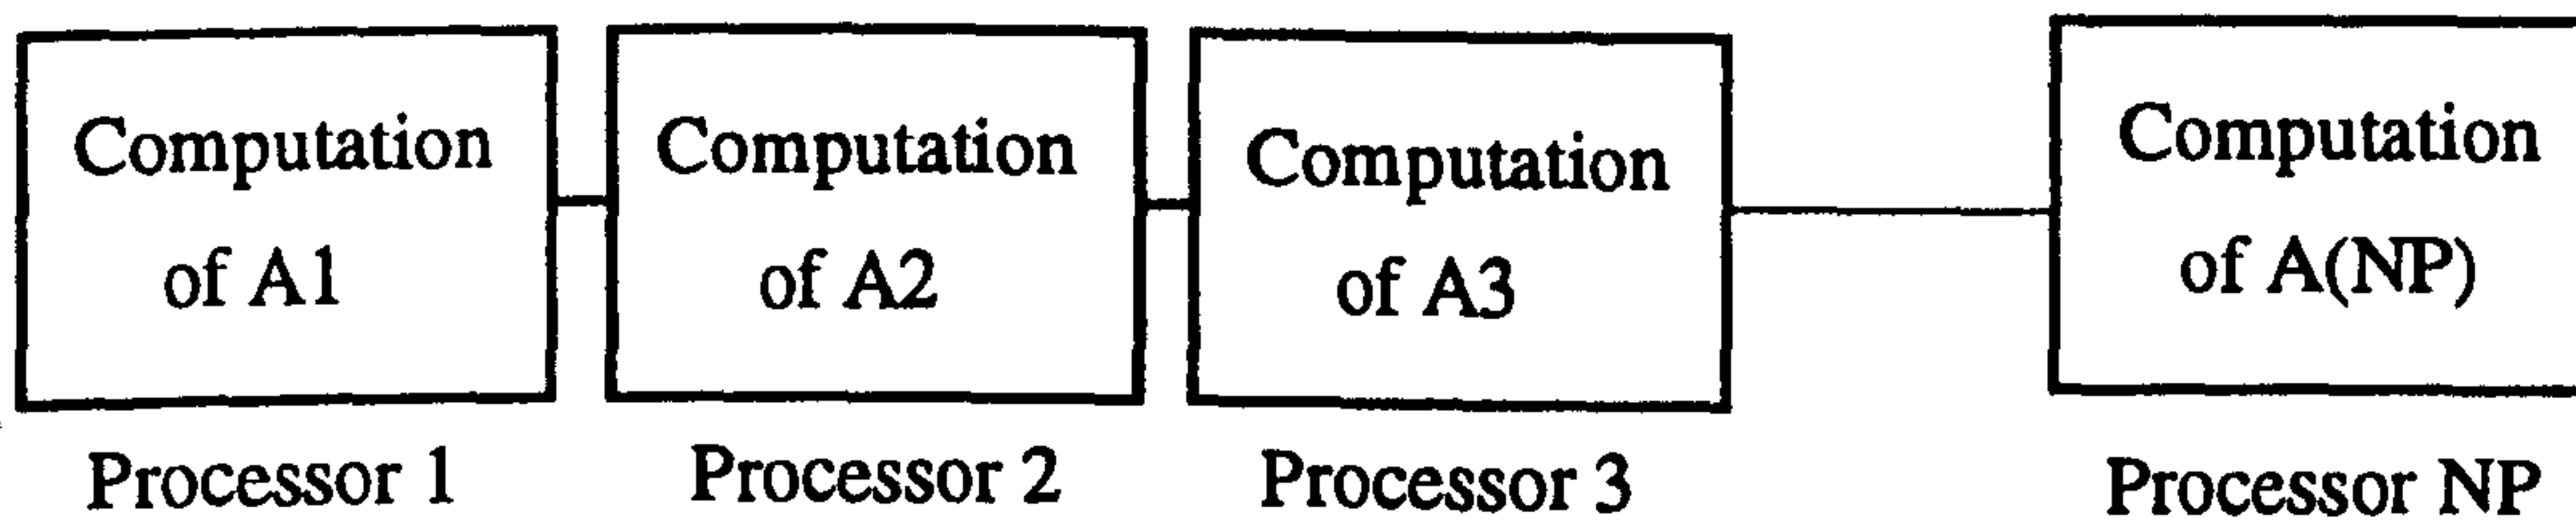 Computation
of A1
Computation
of A2
Computation
of A3
Computation
of A(NP)
Processor 1
Processor 2
Processor 3
Processor NP